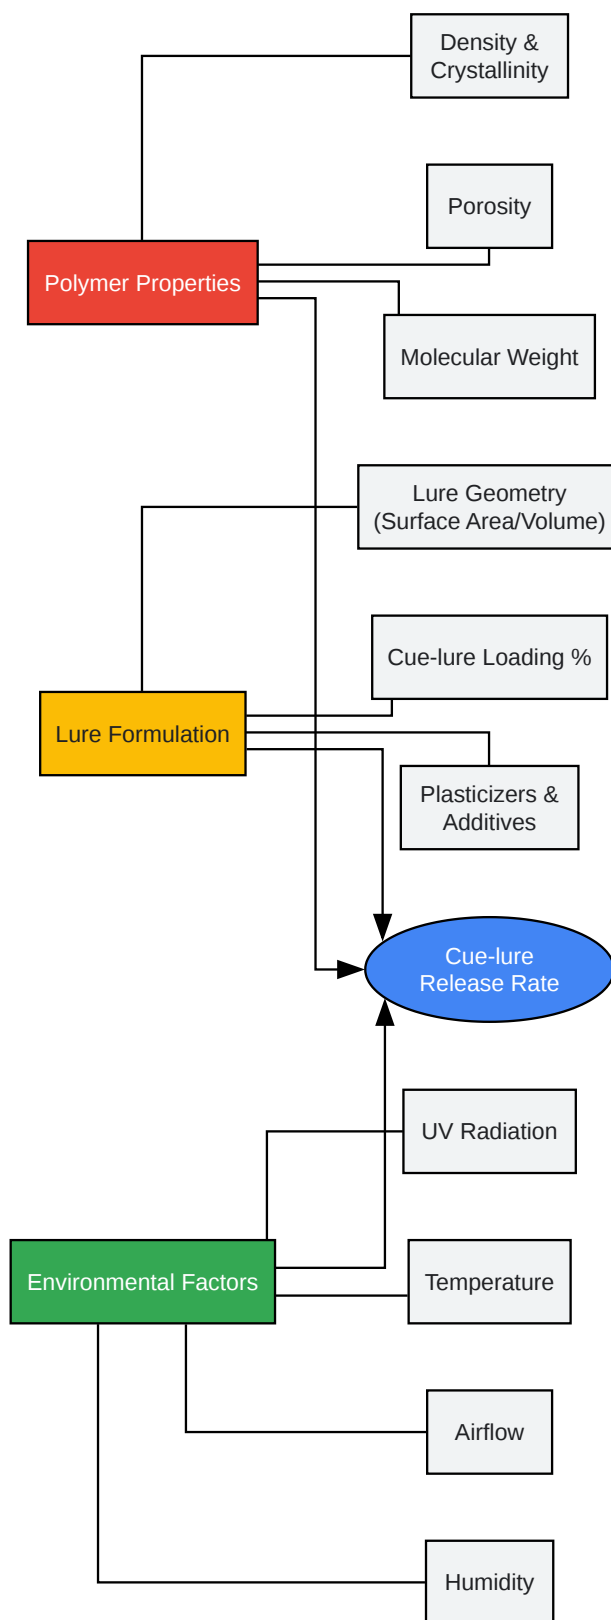 Density &
Crystallinity
Porosity
Polymer Properties
Molecular Weight
Lure Geometry
(Surface Area/Volume)
Cue-lure Loading %
Lure Formulation
Plasticizers &
Additives
Cue-lure
Release Rate
UV Radiation
Environmental Factors
Temperature
Airflow
Humidity